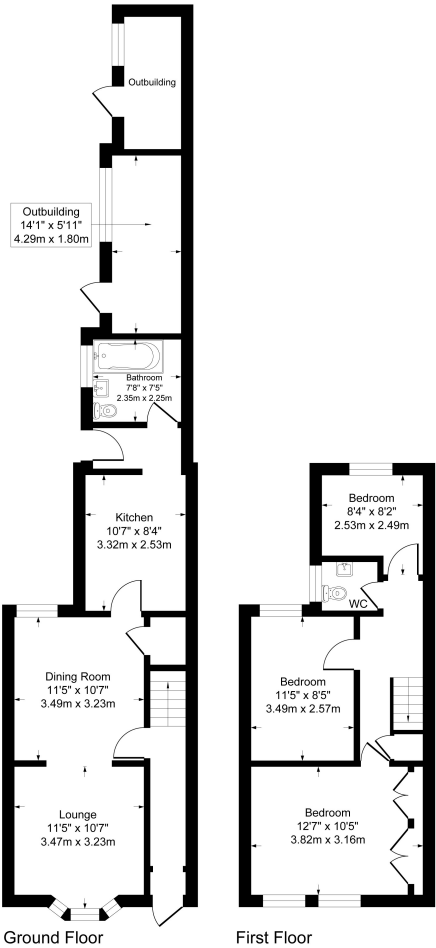 Outbuilding
Outbuilding
14'1" x 5'11"
4.29m x 1.80m
Bathroom
7'8" x 7'5"
2.35m x 2.25m
Kitchen
10'7" x 8'4"
3.32m x 2.53m
Dining Room
11'5" x 10'7"
3.49m x 3.23m
Lounge
11'5" x 10'7"
3.47m x 3.23m
Ground Floor
Bedroom
8'4" x 8'2"
2.53m x 2.49m
WC
Bedroom
11'5" x 8'5"
3.49m x 2.57m
Bedroom
12'7" x 10'5"
3.82m x 3.16m
First Floor